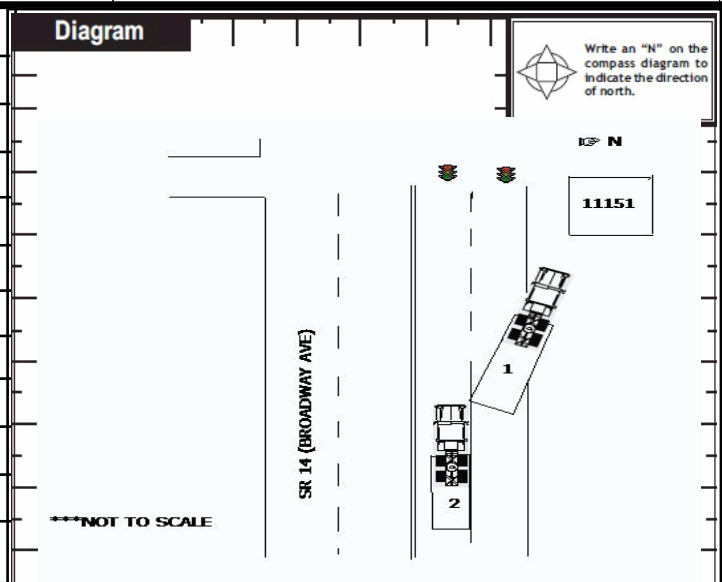 Diagram
Write an “N” on the
compass diagram to
indicate the direction
of north.
N
11151
1
SR 14 (BROADWAY AVE)
2
***NOT TO SCALE